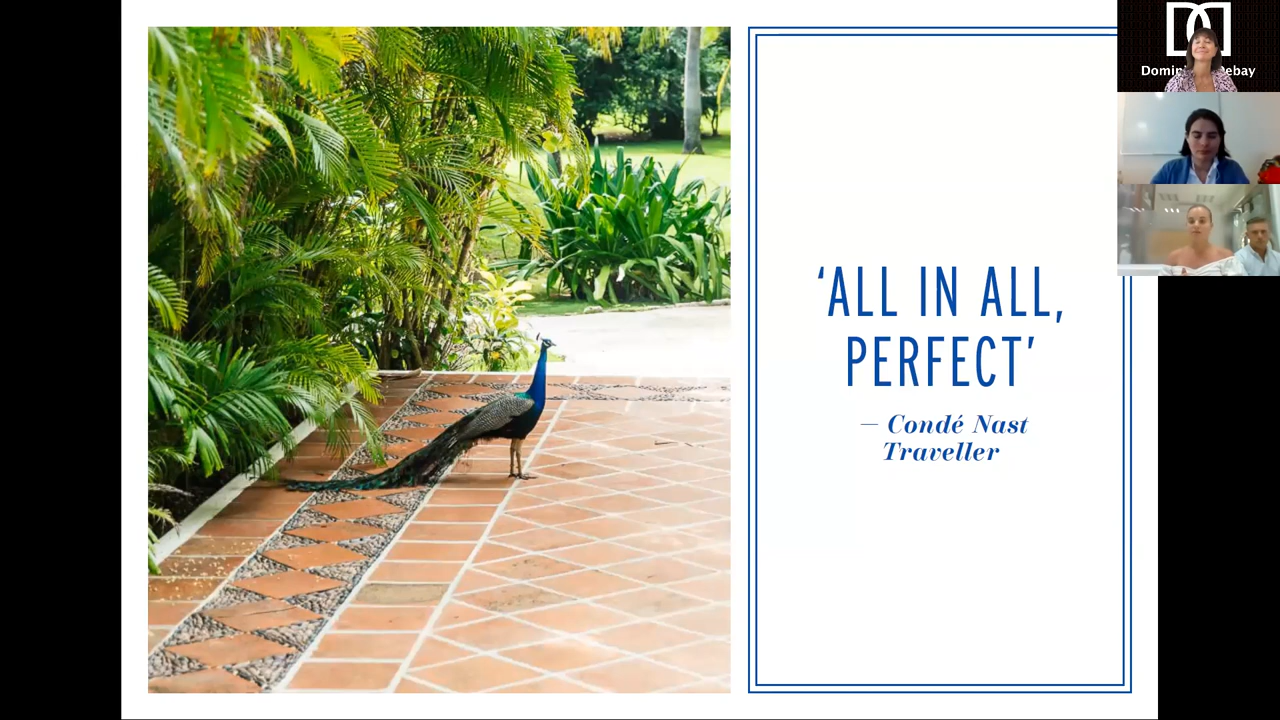 ‘ALL IN ALL,
PERFECT’
— Condé Nast
Traveller